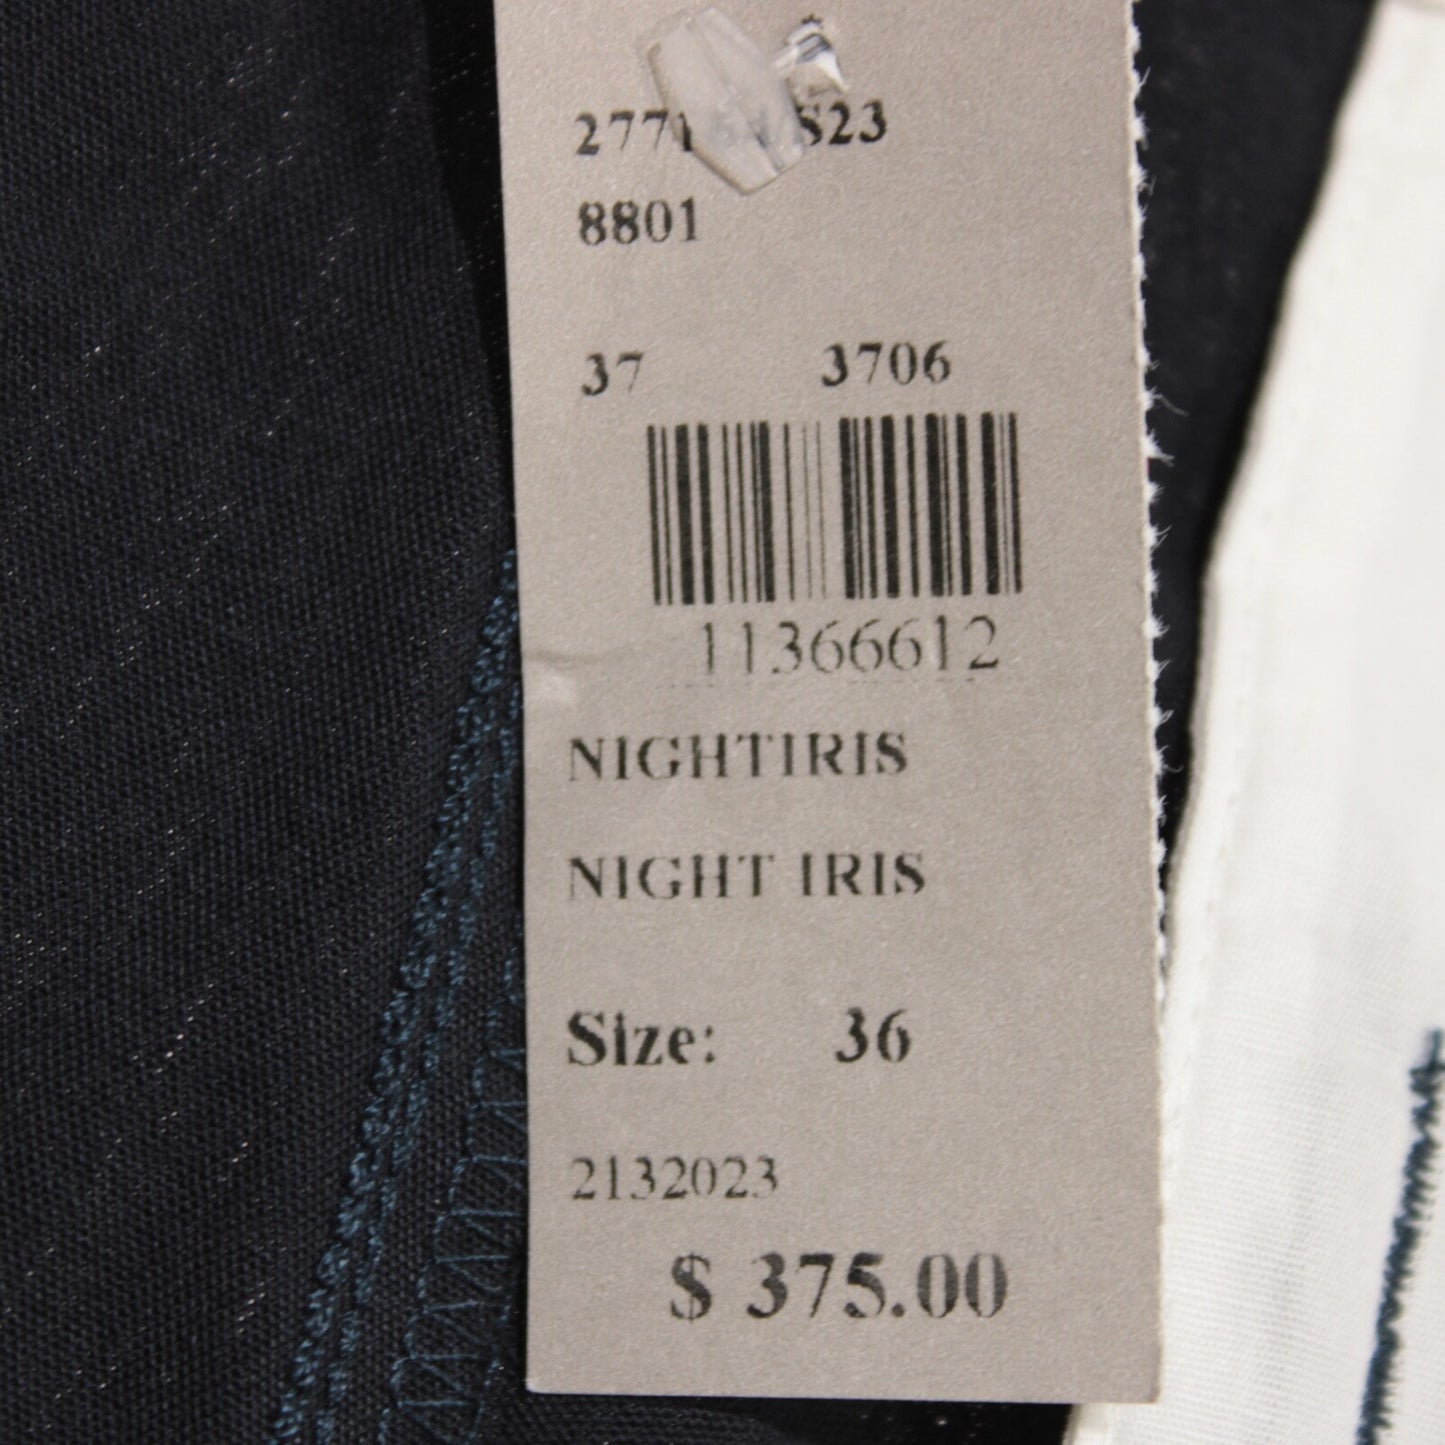 8801
37 3706
11366612
NIGHTIRIS
NIGHT IRIS
Size: 36
2132023
$ 375.00